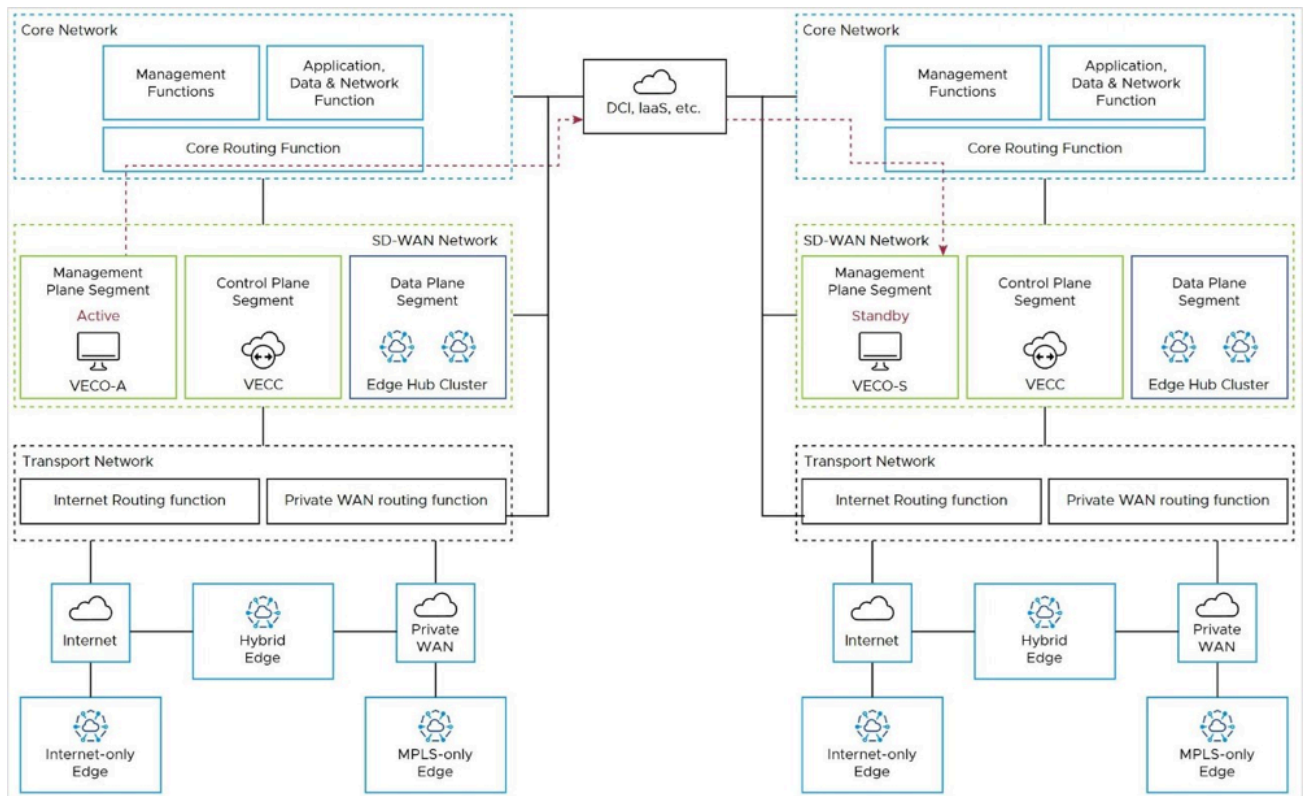 Core Network
Management
Functions
Application,
Data & Network
Function
Core Routing Function
DCI, IaaS, etc.
Core Network
Management
Functions
Application,
Data & Network
Function
Core Routing Function
SD-WAN Network
Management
Plane Segment
Active
VECO-A
Control Plane
Segment
VECC
Data Plane
Segment
Edge Hub Cluster
SD-WAN Network
Management
Plane Segment
Standby
VECO-S
Control Plane
Segment
VECC
Data Plane
Segment
Edge Hub Cluster
Transport Network
Internet Routing function
Private WAN routing function
Transport Network
Internet Routing function
Private WAN routing function
Internet
Hybrid
Edge
Private
WAN
Internet
Hybrid
Edge
Private
WAN
Internet-only
Edge
MPLS-only
Edge
Internet-only
Edge
MPLS-only
Edge